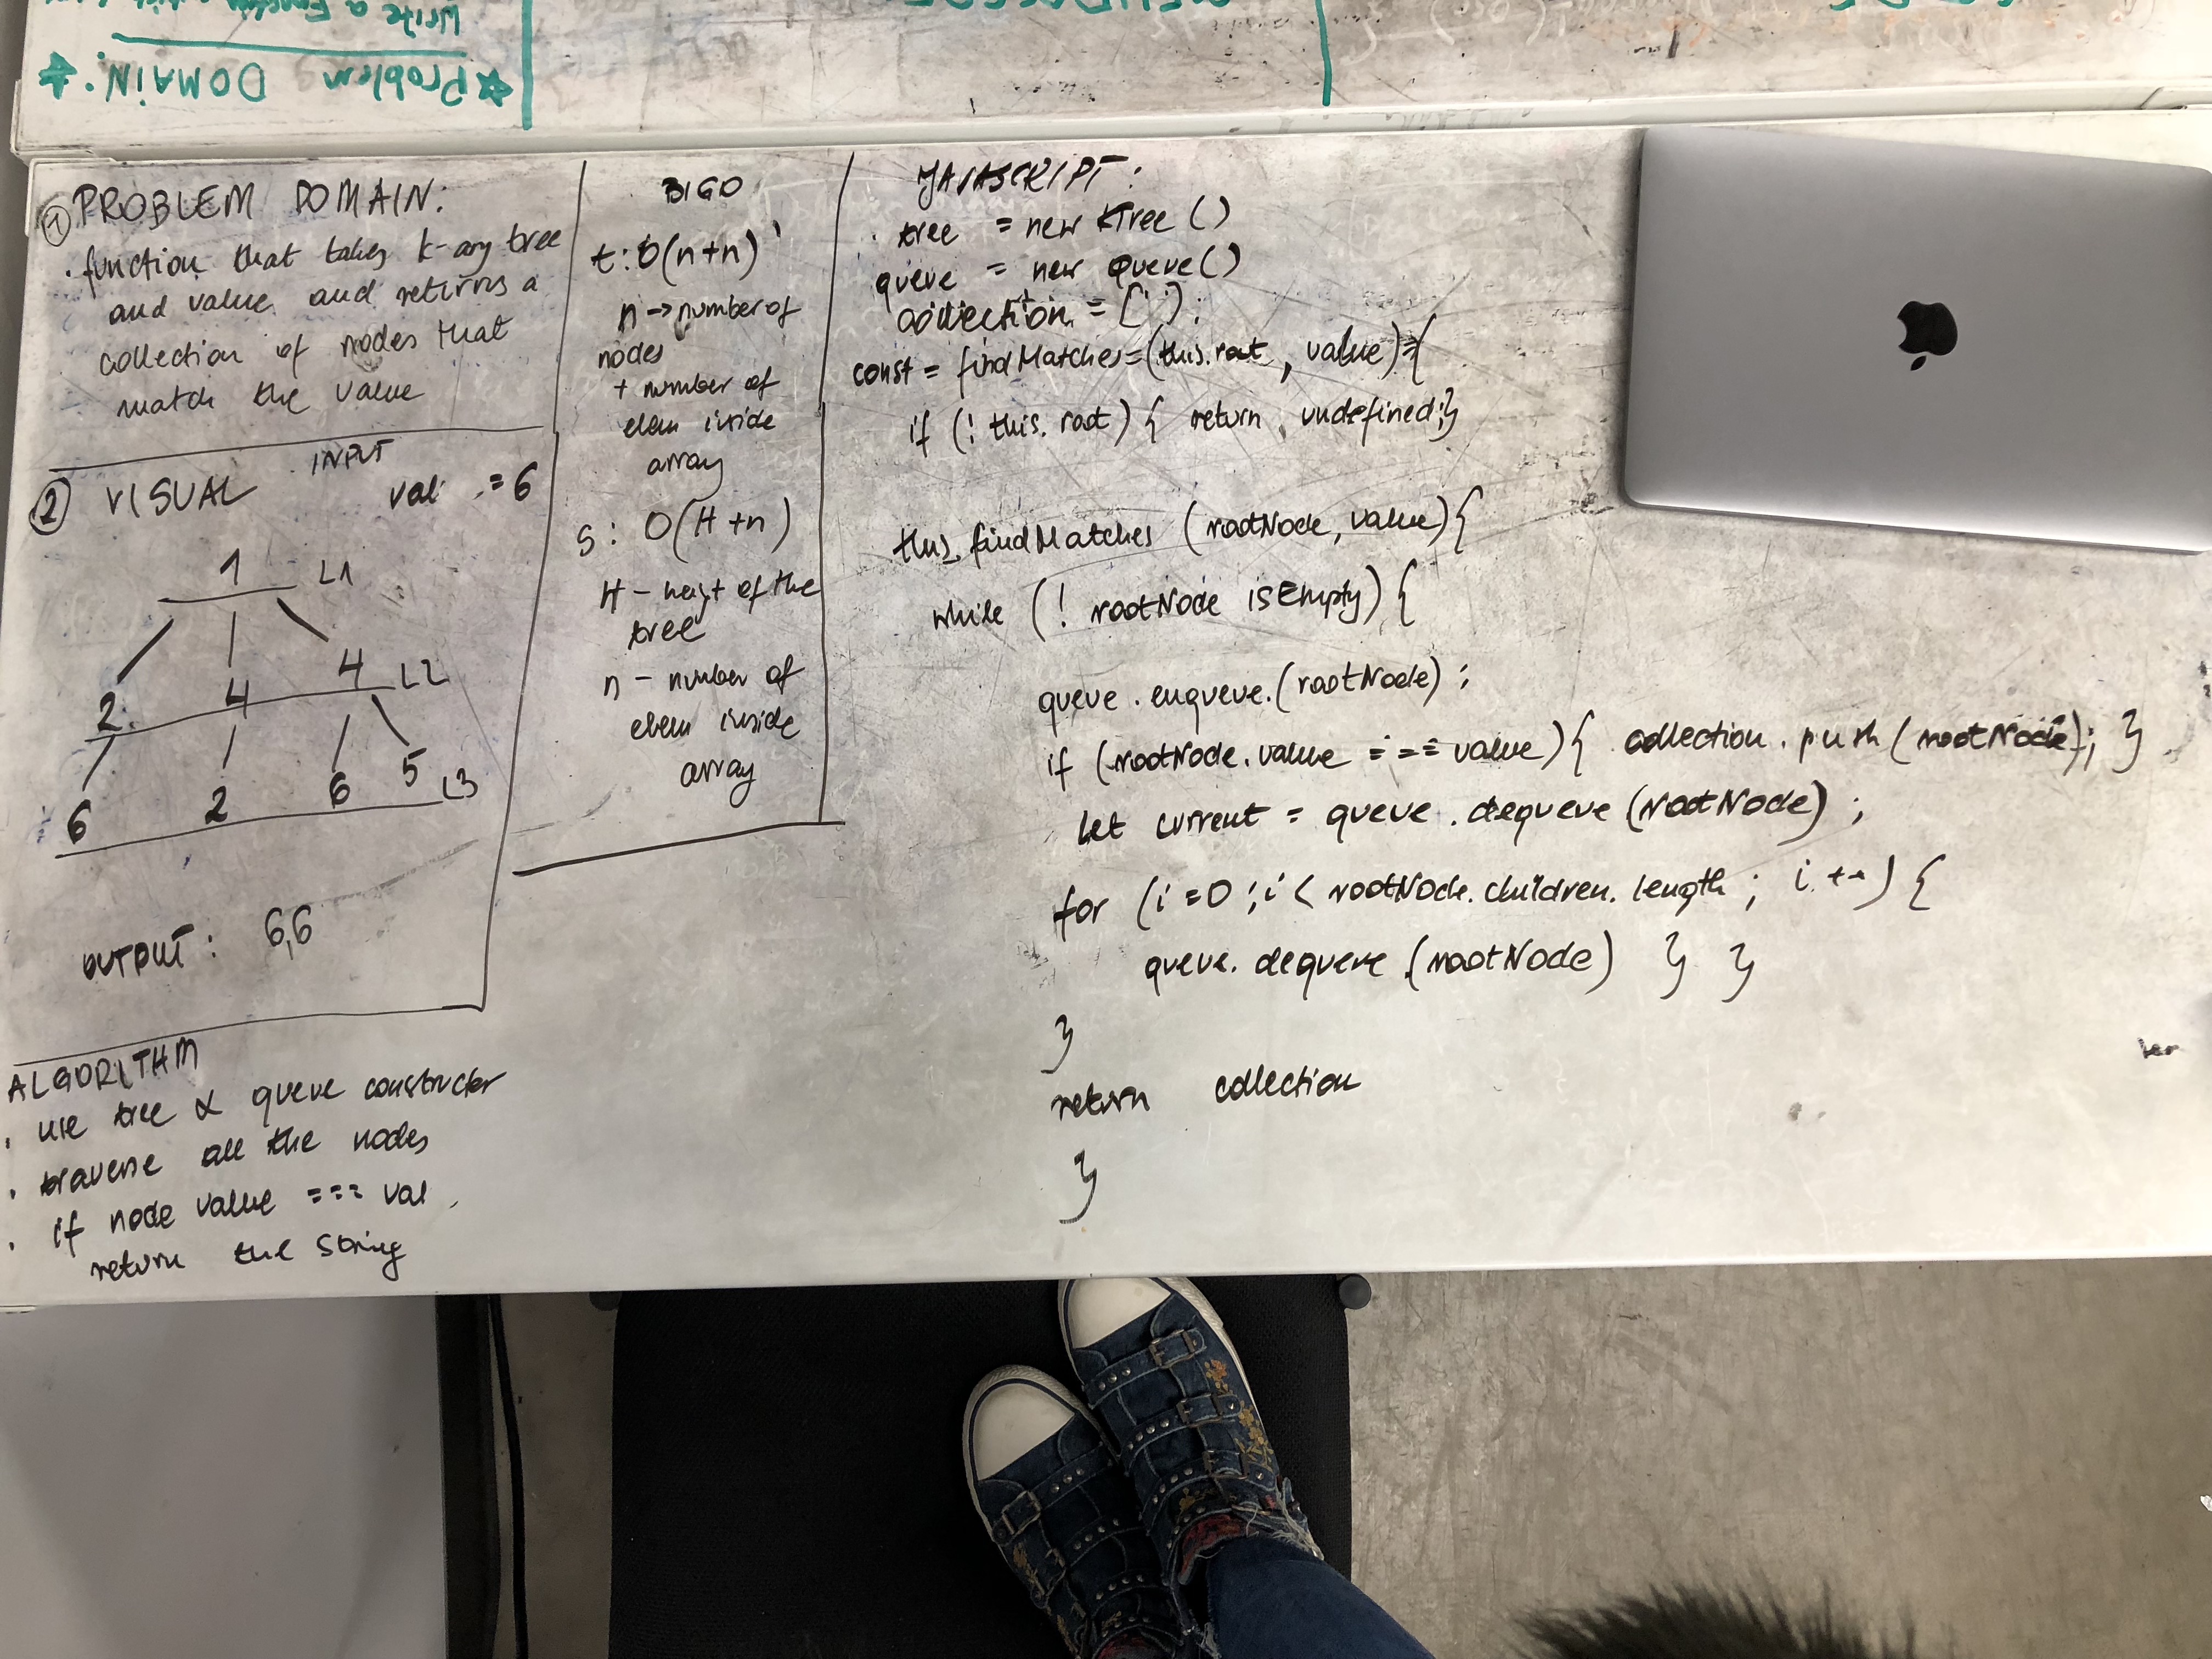 * Problem DOMAIN:
Write a
① PROBLEM DOMAIN:
. function that takes k-ary tree
and value and returns a
collection of nodes that
match the value
② VISUAL
INPUT
val = 6
1 L1
2 4 4 L2
6 2 6 5 L3
OUTPUT: 6,6
ALGORITHM
. use tree & queue constructor
. traverse all the nodes
. if node value === val,
return the string
BIGO
t: O(n+n)
n → number of
nodes
+ number of
elem inside
array
S: O(H+n)
H - heigt of the
tree
n - number of
elem inside
array
JAVASCRIPT:
. tree = new kTree ()
queue = new queue()
collection = [ ];
const = findMatches=(this.root, value) {
if (! this. root) { return undefined;}
this_findMatches (rootNode, value) {
while (! rootNode isEmpty) {
queue. enqueue.(rootNode);
if (rootNode.value === value) { collection. push (rootNode); }
let current = queue. dequeue (rootNode);
for (i=0; i < rootNode.children.length; i++) {
queue. dequeue (rootNode) } }
}
return collection
}